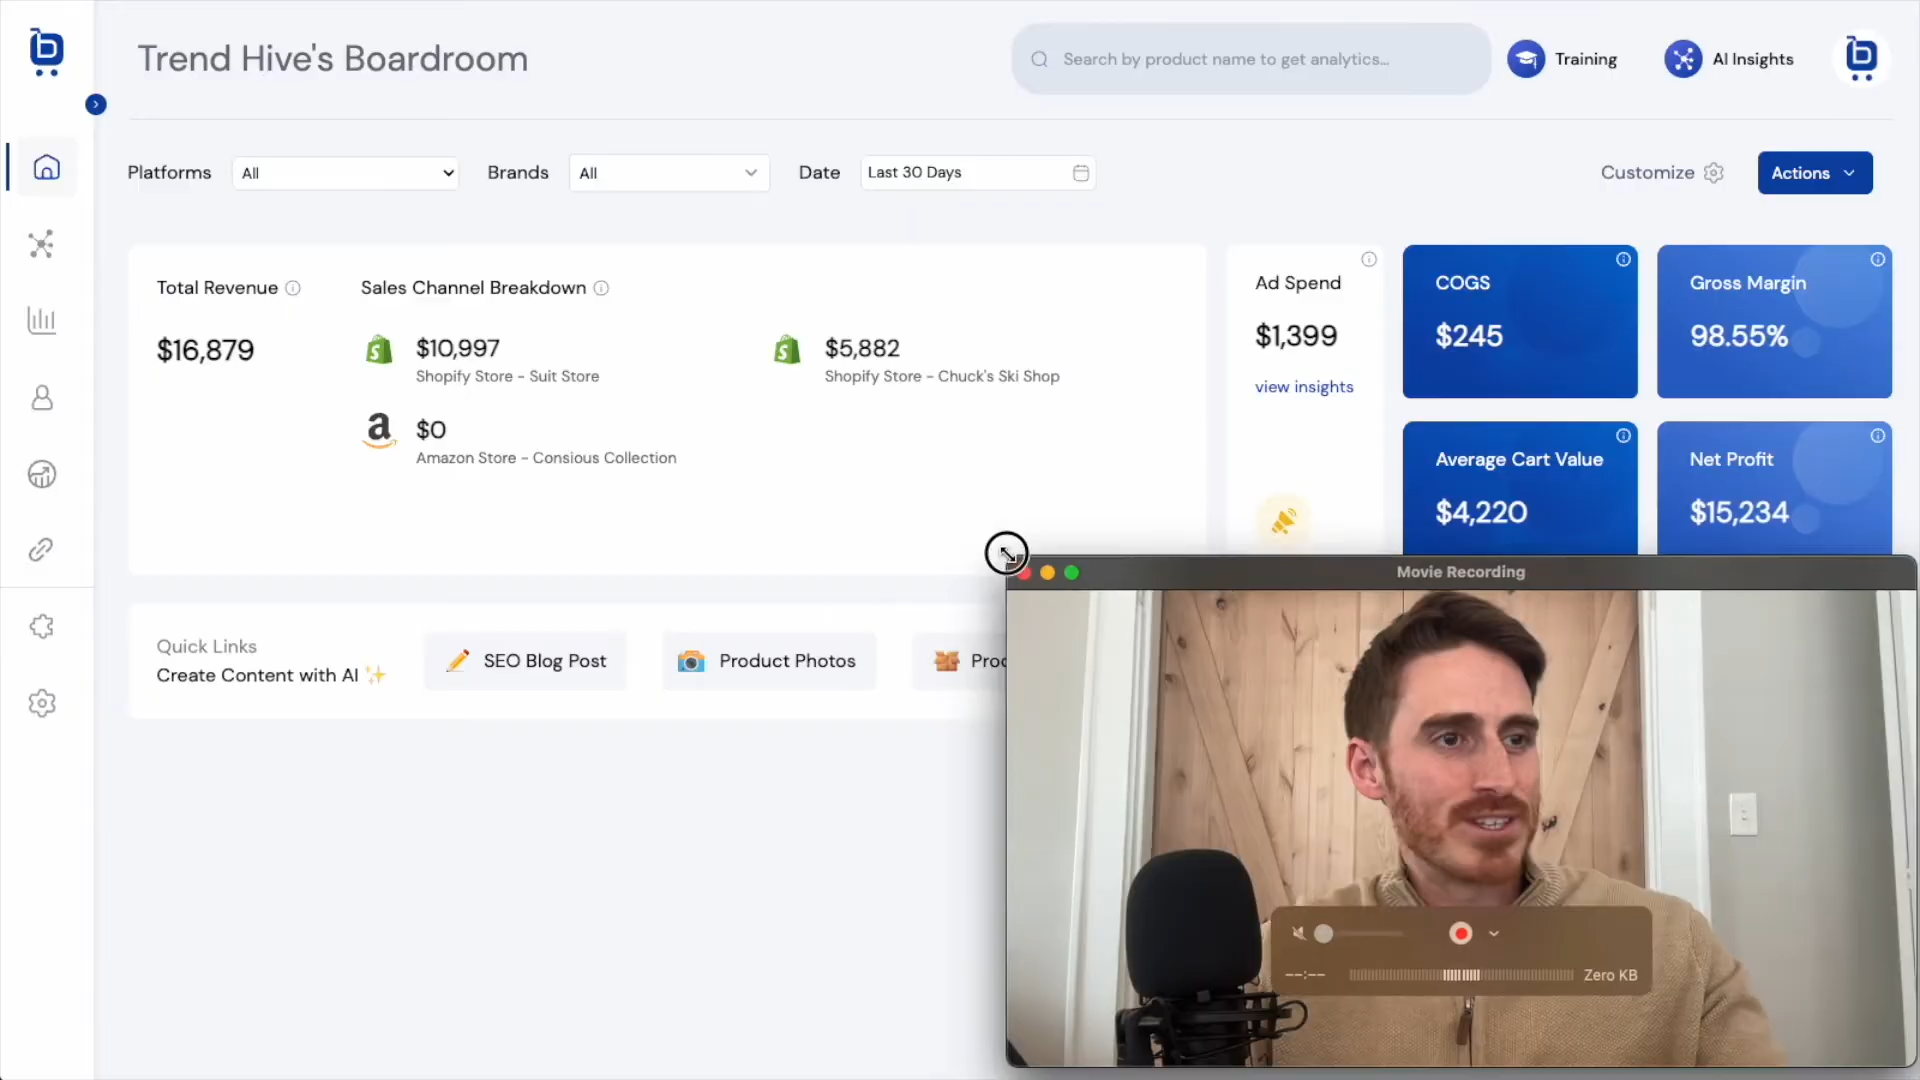 Trend Hive's Boardroom
Search by product name to get analytics...
Training
AI Insights
Platforms
All
Brands
All
Date
Last 30 Days
Customize
Actions
Total Revenue
$16,879
Sales Channel Breakdown
$10,997
Shopify Store - Suit Store
$5,882
Shopify Store - Chuck's Ski Shop
$0
Amazon Store - Consious Collection
Ad Spend
$1,399
view insights
COGS
$245
Gross Margin
98.55%
Average Cart Value
$4,220
Net Profit
$15,234
Quick Links
Create Content with AI ✨
SEO Blog Post
Product Photos
Proc
Movie Recording
--:--
Zero KB